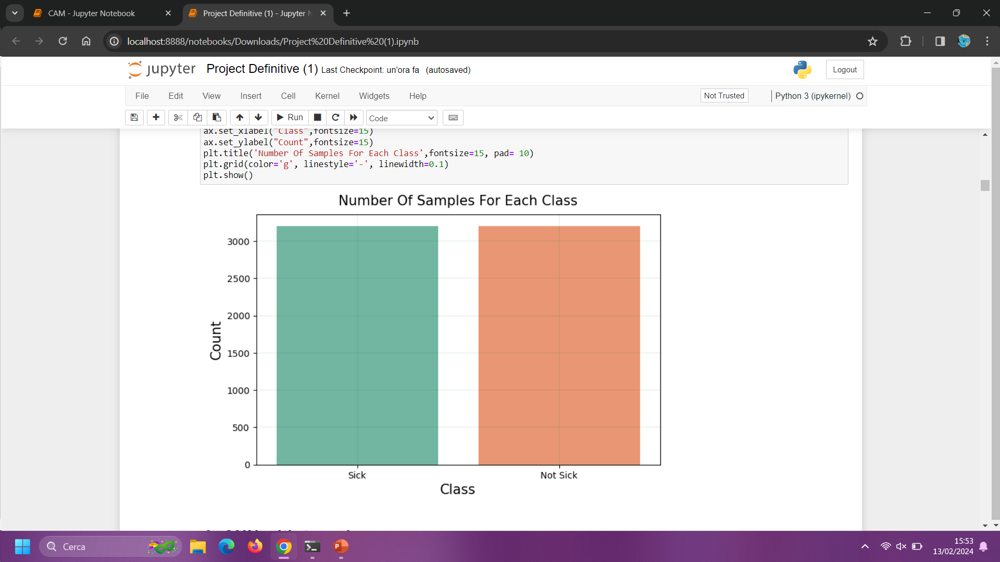 CAM - Jupyter Notebook
Project Definitive (1) - Jupyter N
localhost:8888/notebooks/Downloads/Project%20Definitive%20(1).ipynb
jupyter Project Definitive (1) Last Checkpoint: un'ora fa (autosaved)
Logout
File Edit View Insert Cell Kernel Widgets Help
Not Trusted
Python 3 (ipykernel)
Run
Code
ax.set_xlabel("Class",fontsize=15)
ax.set_ylabel("Count",fontsize=15)
plt.title('Number Of Samples For Each Class',fontsize=15, pad= 10)
plt.grid(color='g', linestyle='-', linewidth=0.1)
plt.show()
Number Of Samples For Each Class
3000
2500
2000
1500
1000
500
0
Count
Sick
Not Sick
Class
Cerca
15:53
13/02/2024